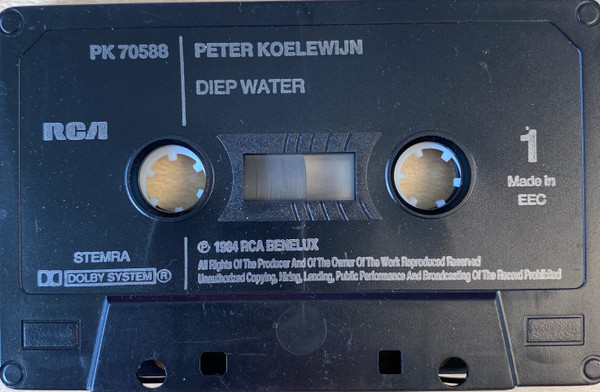 PK 70588
PETER KOELEWIJN
DIEP WATER
RCA
1
Made in
EEC
STEMRA
DOLBY SYSTEM®
℗ 1984 RCA BENELUX
All Rights Of The Producer And Of The Owner Of The Work Reproduced Reserved
Unauthorized Copying, Hiring, Lending, Public Performance And Broadcasting Of The Record Prohibited